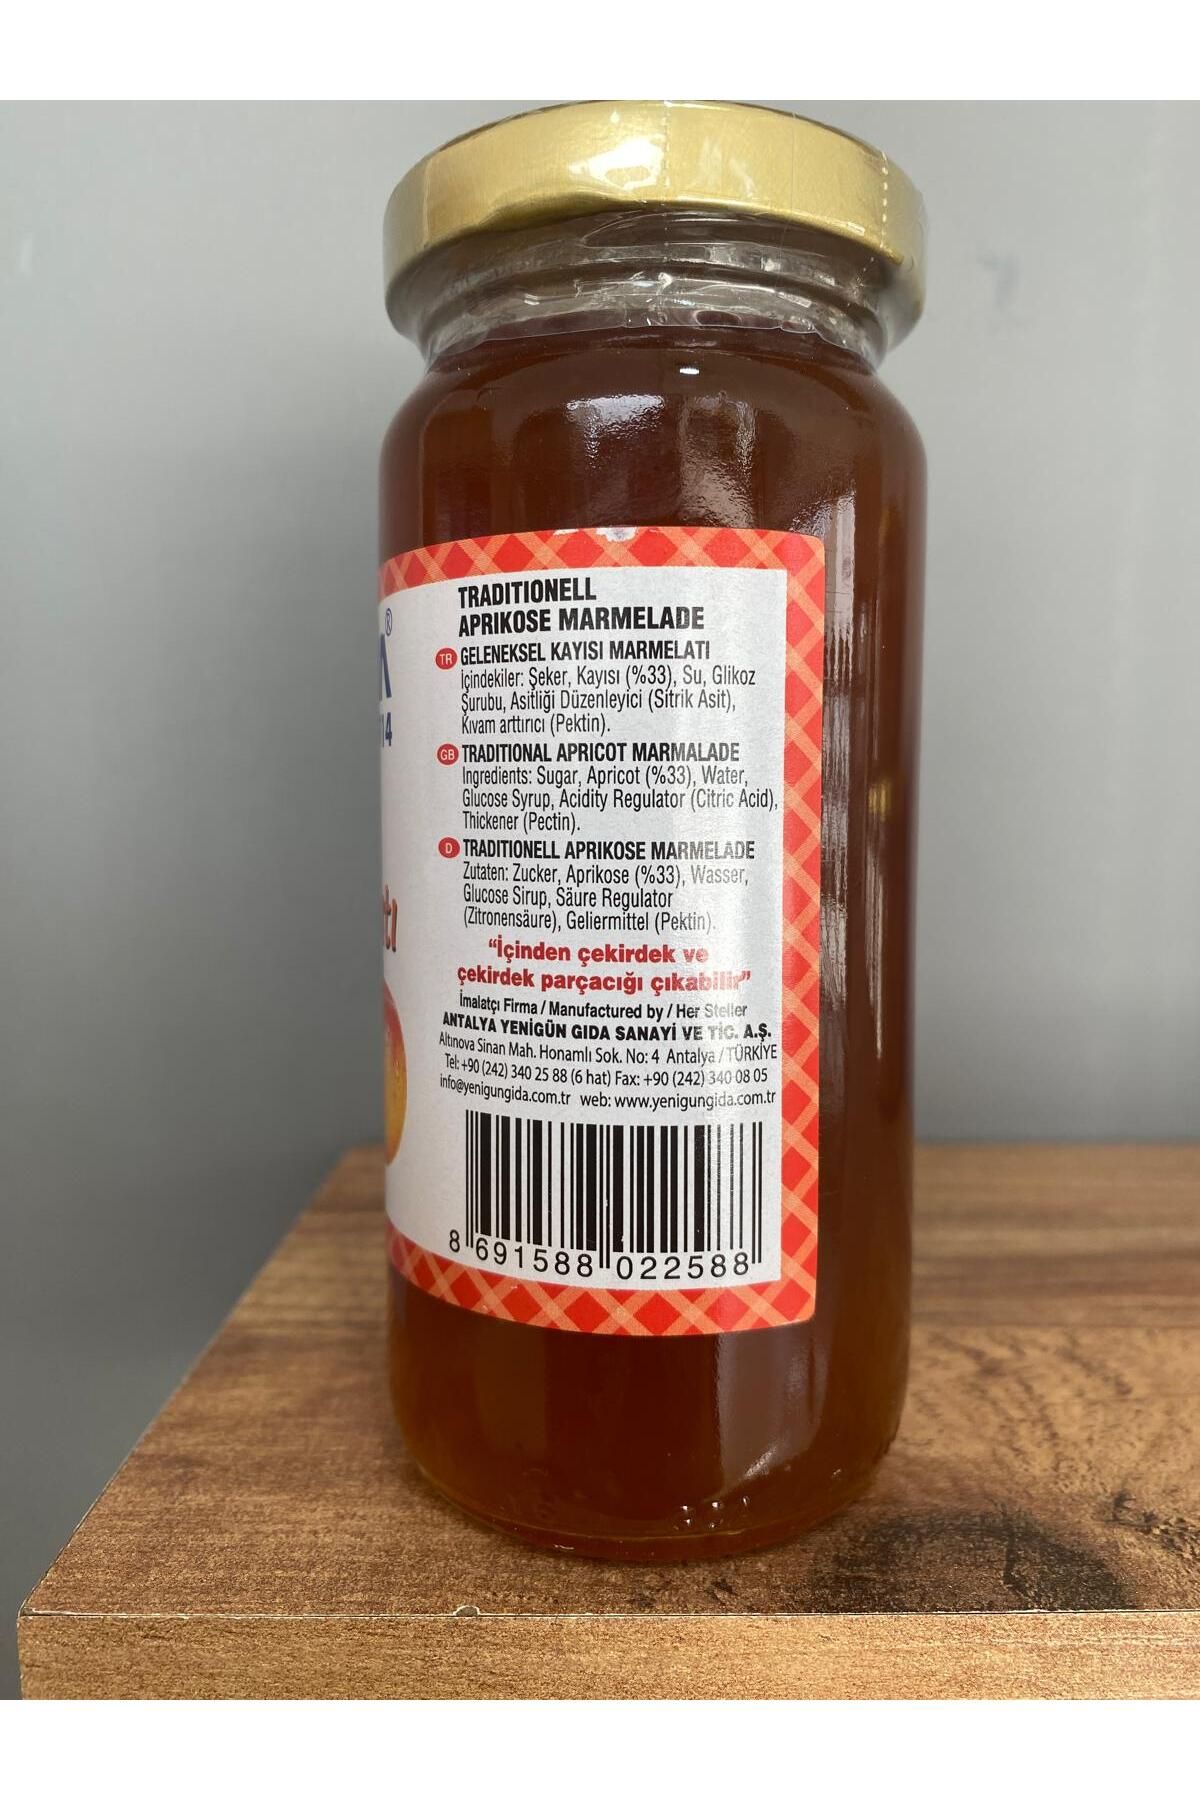 TRADITIONELL
APRIKOSE MARMELADE
TR GELENEKSEL KAYISI MARMELATI
İçindekiler: Şeker, Kayısı (%33), Su, Glikoz
Şurubu, Asitliği Düzenleyici (Sitrik Asit),
Kıvam arttırıcı (Pektin).
GB TRADITIONAL APRICOT MARMALADE
Ingredients: Sugar, Apricot (%33), Water,
Glucose Syrup, Acidity Regulator (Citric Acid),
Thickener (Pectin).
D TRADITIONELL APRIKOSE MARMELADE
Zutaten: Zucker, Aprikose (%33), Wasser,
Glucose Sirup, Säure Regulator
(Zitronensäure), Geliermittel (Pektin).
"İçinden çekirdek ve
çekirdek parçacığı çıkabilir"
İmalatçı Firma / Manufactured by / Her Steller
ANTALYA YENİGÜN GIDA SANAYİ VE TİC. A.Ş.
Altınova Sinan Mah. Honamlı Sok. No: 4 Antalya / TÜRKİYE
Tel: +90 (242) 340 25 88 (6 hat) Fax: +90 (242) 340 08 05
info@yenigungida.com.tr web: www.yenigungida.com.tr
8 691588 022588